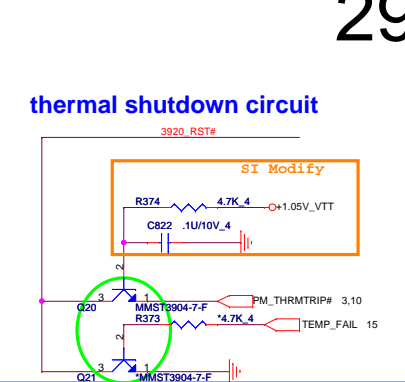 29
thermal shutdown circuit
3920_RST#
SI Modify
R374 4.7K_4
+1.05V_VTT
C822 .1U/10V_4
2
3 1
PM_THRMTRIP# 3,10
Q20 MMST3904-7-F
R373 *4.7K_4
TEMP_FAIL 15
2
3 1
Q21 *MMST3904-7-F